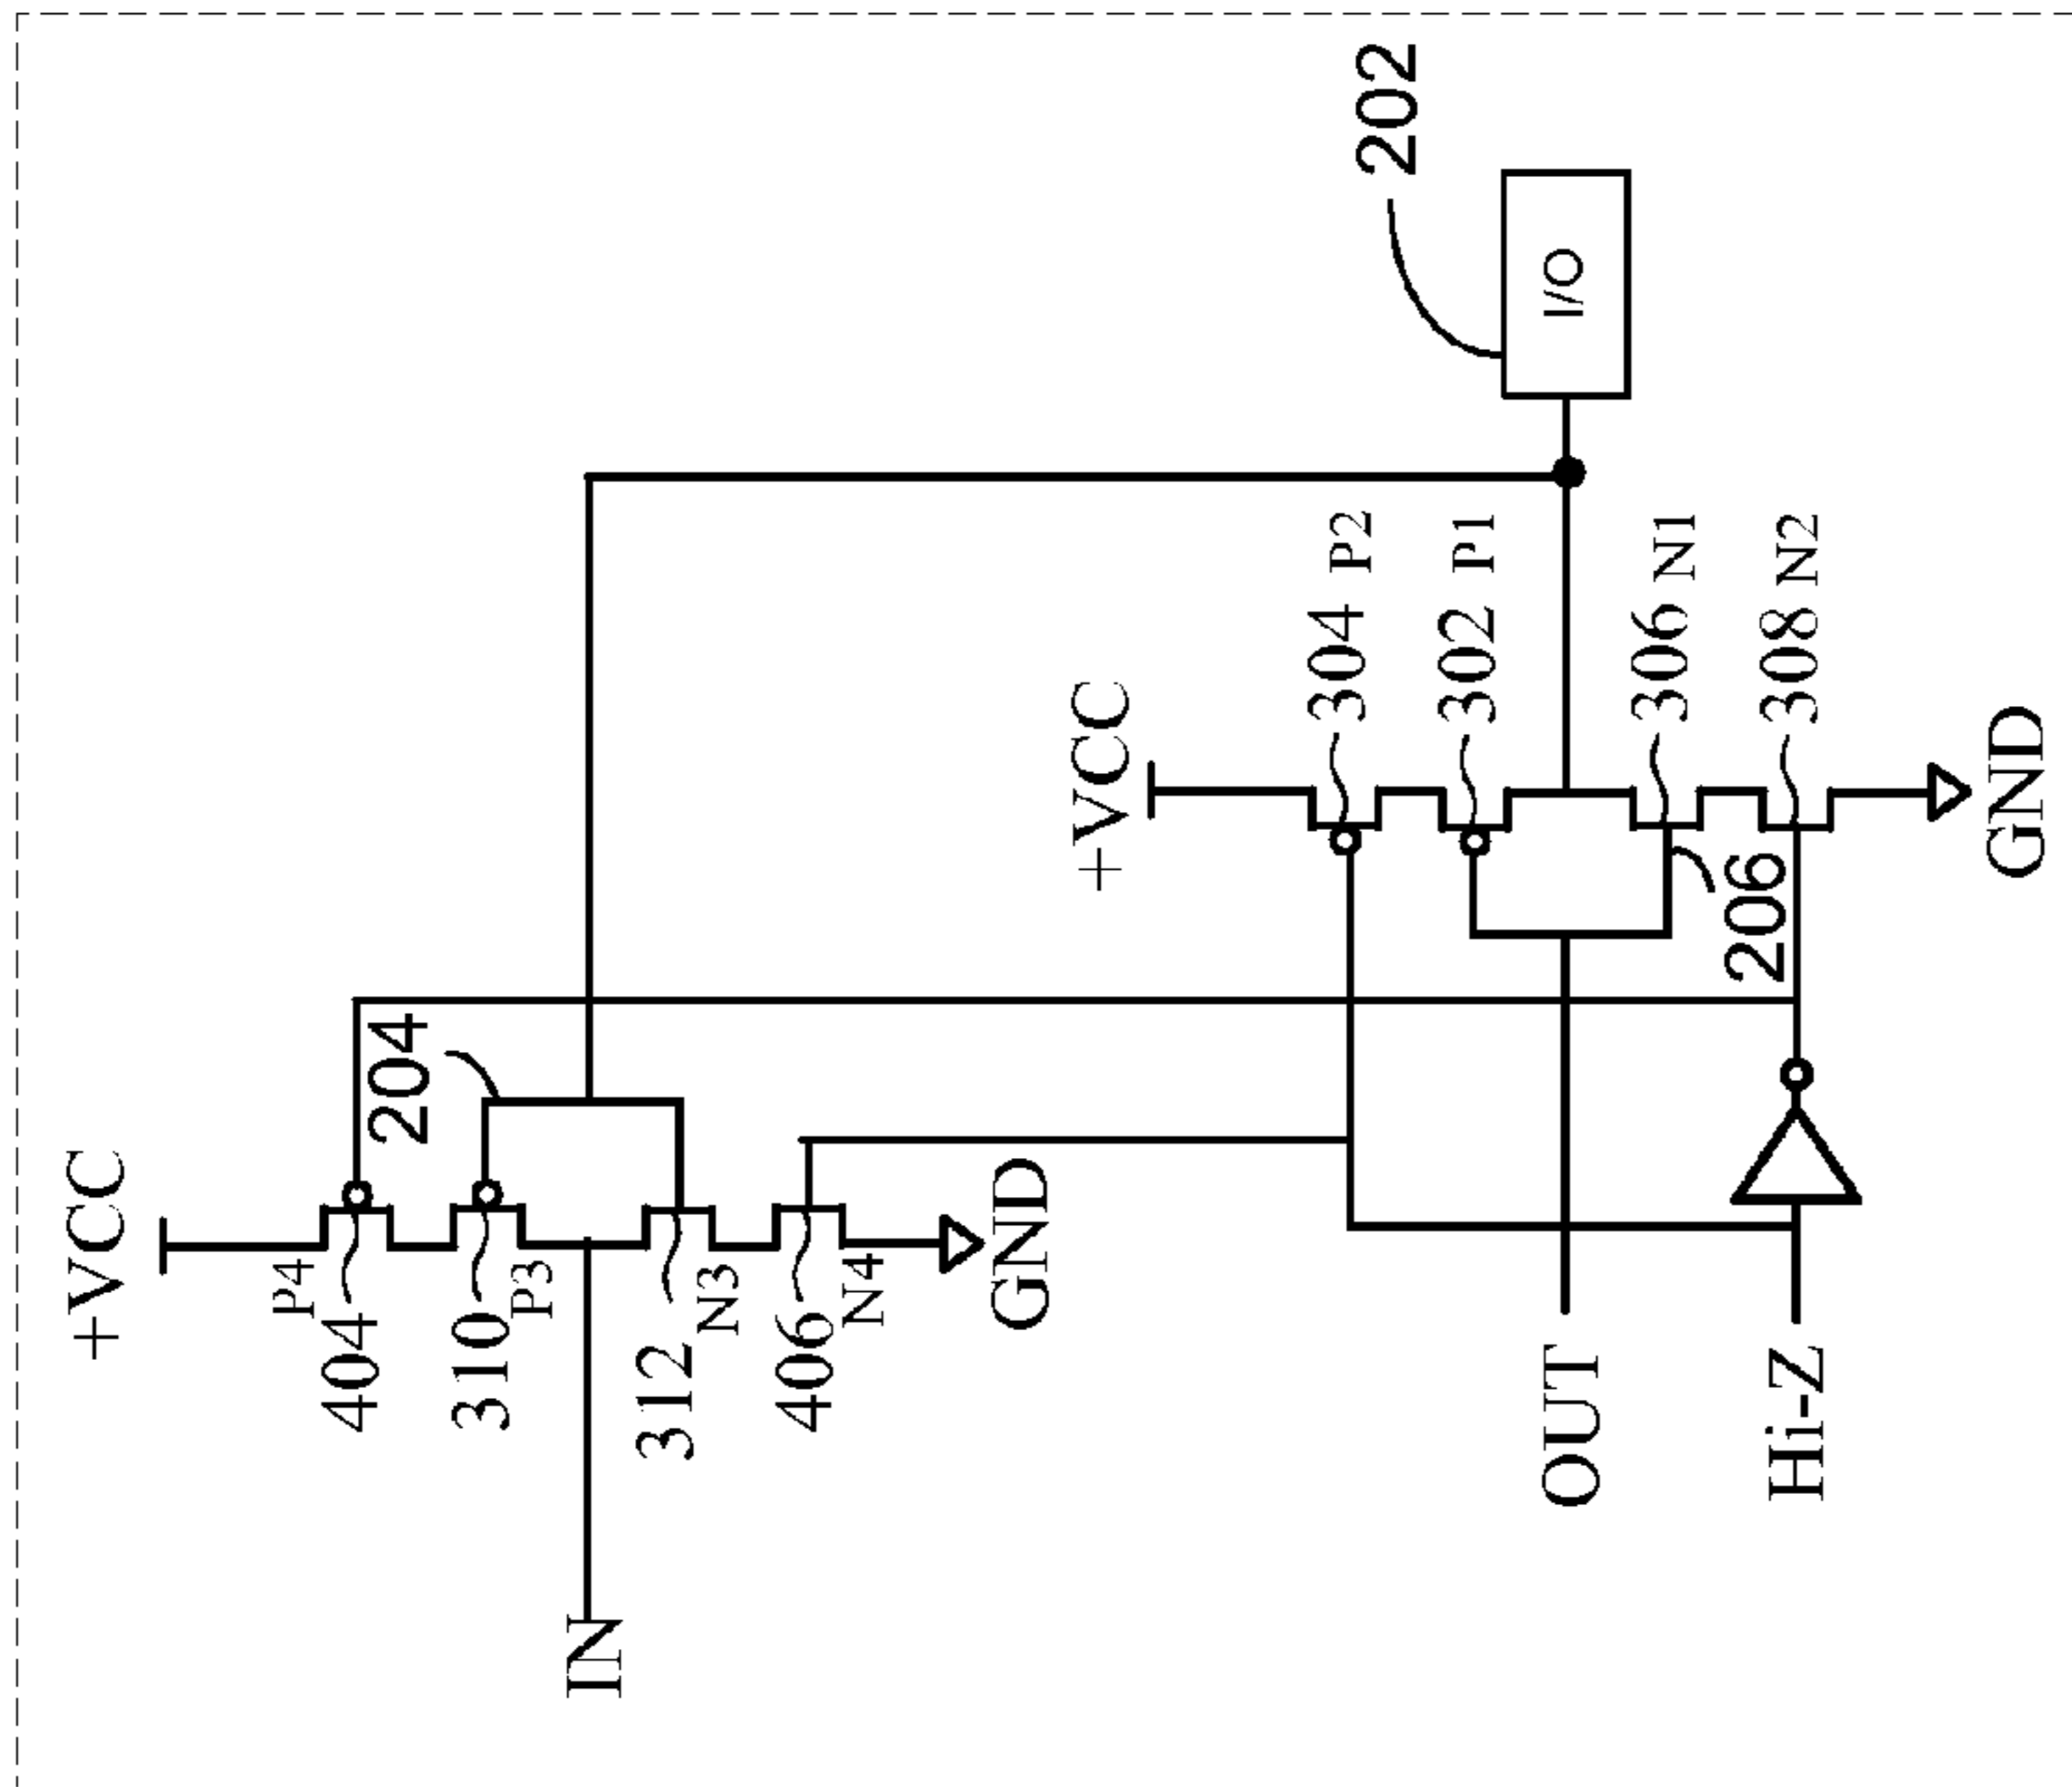 +VCC
P4
404
310
P3
204
312
N3
406
N4
GND
IN
+VCC
304 P2
302 P1
306 N1
308 N2
206
GND
OUT
Hi-Z
I/O
202